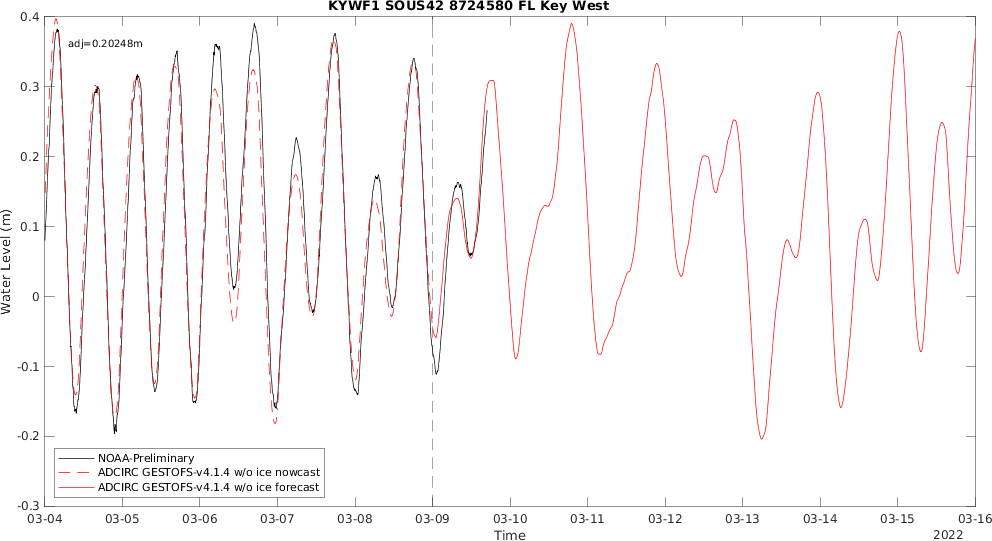 KYWF1 SOUS42 8724580 FL Key West
adj=0.20248m
0.4
0.3
0.2
0.1
0
-0.1
-0.2
-0.3
Water Level (m)
NOAA-Preliminary
ADCIRC GESTOFS-v4.1.4 w/o ice nowcast
ADCIRC GESTOFS-v4.1.4 w/o ice forecast
03-04 03-05 03-06 03-07 03-08 03-09 03-10 03-11 03-12 03-13 03-14 03-15 03-16
Time
2022